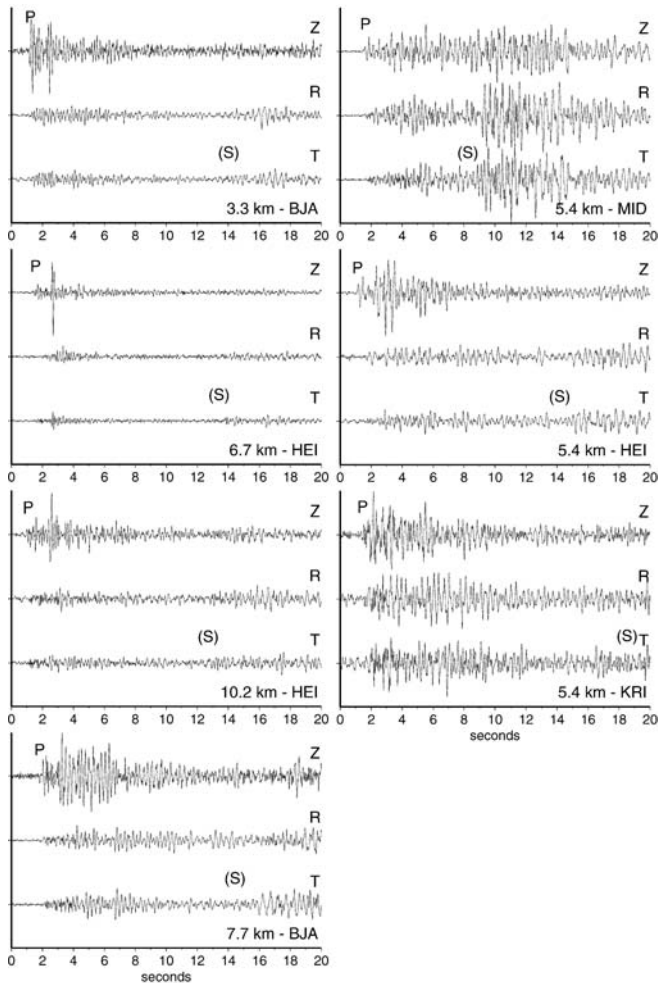 P
Z
R
(S)
T
3.3 km - BJA
0 2 4 6 8 10 12 14 16 18 20
P
Z
R
(S)
T
5.4 km - MID
0 2 4 6 8 10 12 14 16 18 20
P
Z
R
(S)
T
6.7 km - HEI
0 2 4 6 8 10 12 14 16 18 20
P
Z
R
(S)
T
5.4 km - HEI
0 2 4 6 8 10 12 14 16 18 20
P
Z
R
(S)
T
10.2 km - HEI
0 2 4 6 8 10 12 14 16 18 20
P
Z
R
(S)
T
5.4 km - KRI
0 2 4 6 8 10 12 14 16 18 20
seconds
P
Z
R
(S)
T
7.7 km - BJA
0 2 4 6 8 10 12 14 16 18 20
seconds